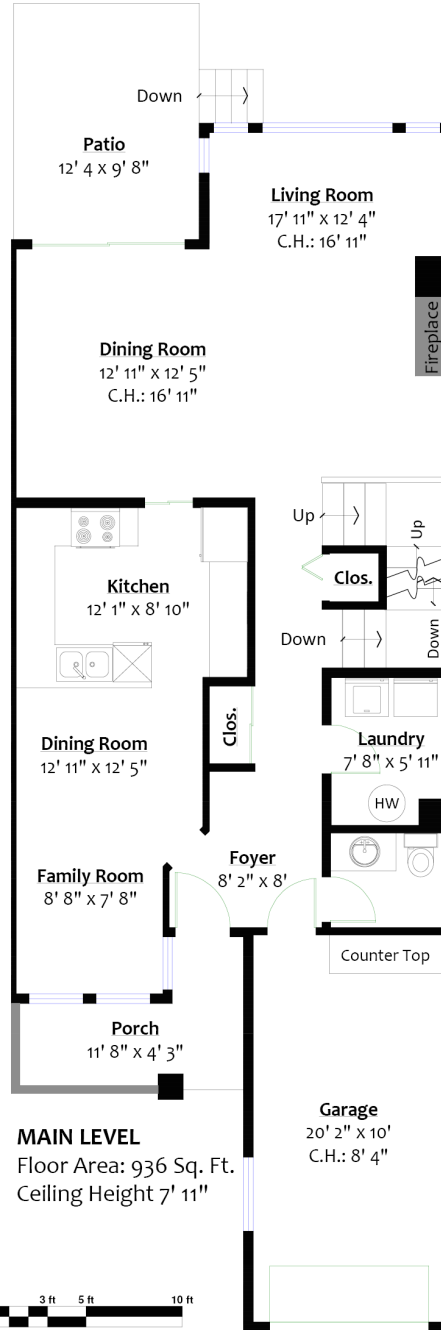 Down
Patio
12' 4 x 9' 8"
Living Room
17' 11" x 12' 4"
C.H.: 16' 11"
Fireplace
Dining Room
12' 11" x 12' 5"
C.H.: 16' 11"
Up
Up
Clos.
Kitchen
12' 1" x 8' 10"
Down
Down
Clos.
Laundry
7' 8" x 5' 11"
HW
Dining Room
12' 11" x 12' 5"
Foyer
8' 2" x 8'
Family Room
8' 8" x 7' 8"
Counter Top
Porch
11' 8" x 4' 3"
Garage
20' 2" x 10'
C.H.: 8' 4"
MAIN LEVEL
Floor Area: 936 Sq. Ft.
Ceiling Height 7' 11"
3 ft 5 ft 10 ft